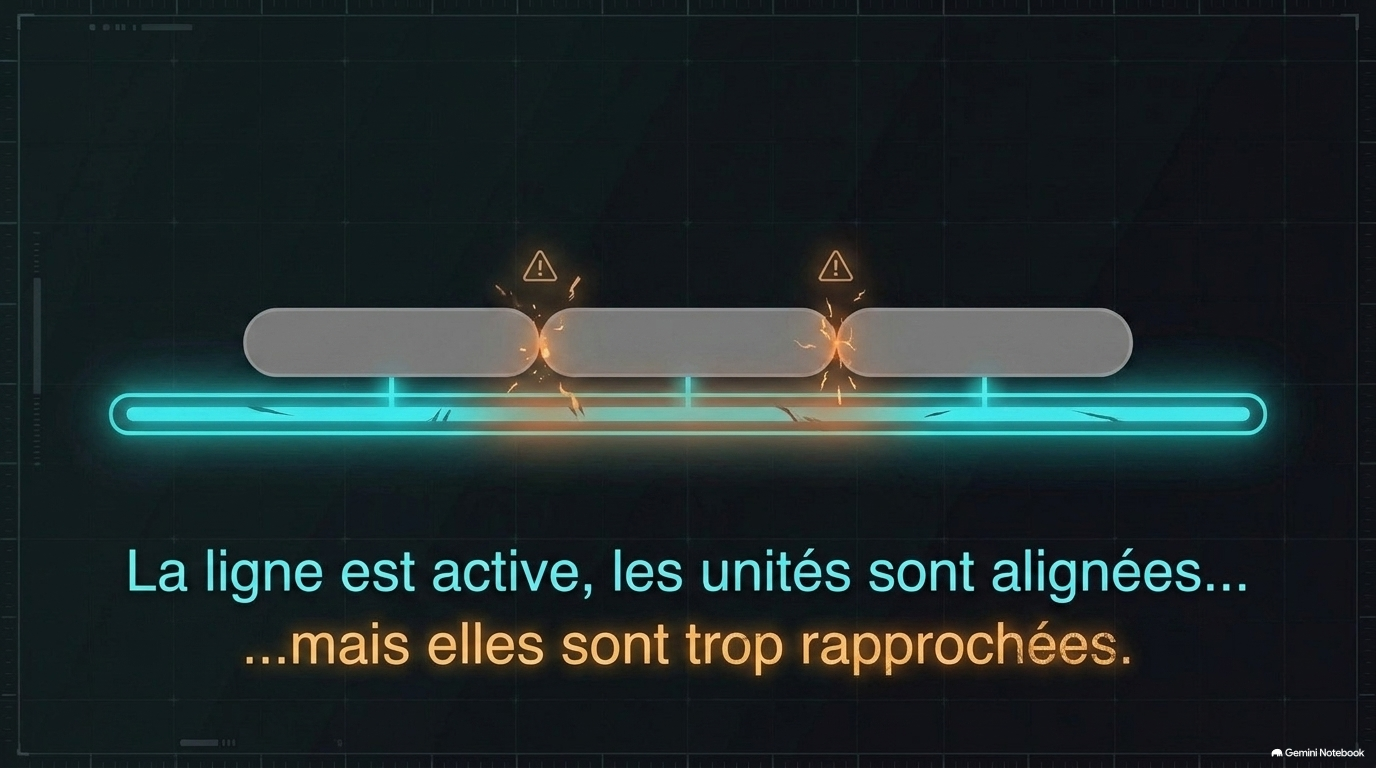 La ligne est active, les unités sont alignées...
...mais elles sont trop rapprochées.
Gemini Notebook